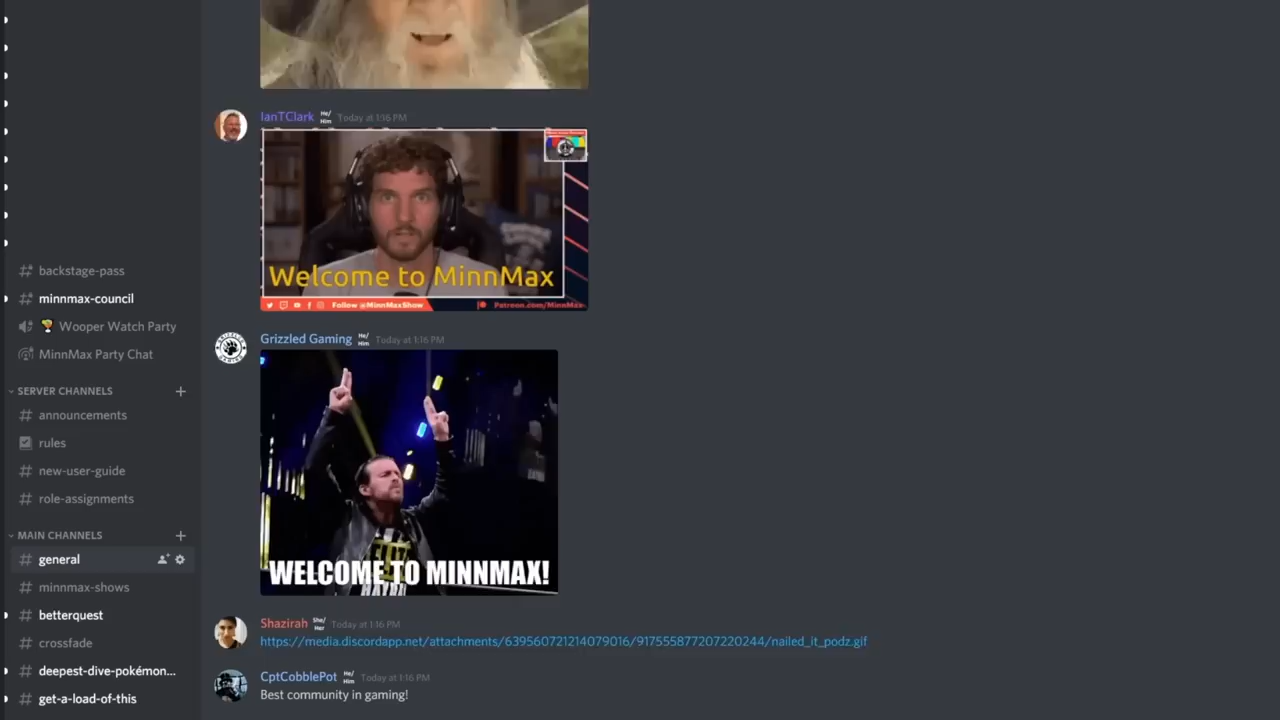 backstage-pass
minnmax-council
Wooper Watch Party
MinnMax Party Chat
SERVER CHANNELS
announcements
rules
new-user-guide
role-assignments
MAIN CHANNELS
general
minnmax-shows
betterquest
crossfade
deepest-dive-pokémon...
get-a-load-of-this
IanTClark He/Him Today at 1:16 PM
Welcome to MinnMax
Follow @MinnMaxShow Patreon.com/MinnMax
Grizzled Gaming He/Him Today at 1:16 PM
WELCOME TO MINNMAX!
Shazirah She/Her Today at 1:16 PM
https://media.discordapp.net/attachments/639560721214079016/917555877207220244/nailed_it_podz.gif
CptCobblePot He/Him Today at 1:16 PM
Best community in gaming!